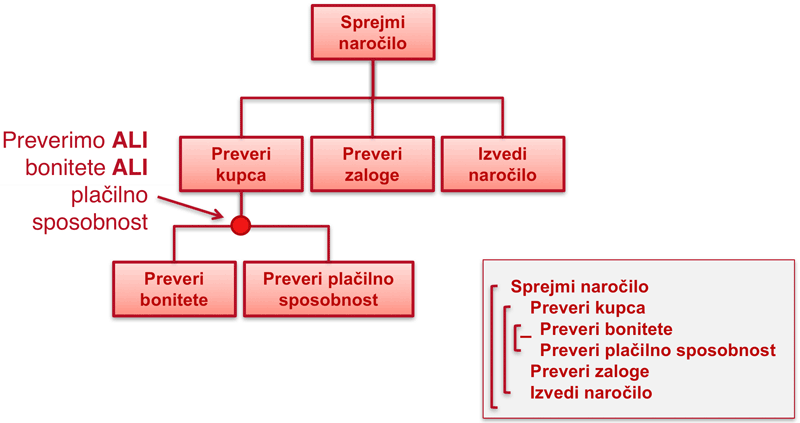 Sprejmi
naročilo
Preverimo ALI
bonitete ALI
plačilno
sposobnost
Preveri
kupca
Preveri
zaloge
Izvedi
naročilo
Preveri
bonitete
Preveri plačilno
sposobnost
Sprejmi naročilo
Preveri kupca
Preveri bonitete
Preveri plačilno sposobnost
Preveri zaloge
Izvedi naročilo